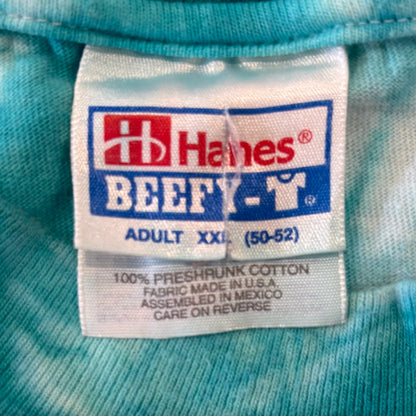 Hanes®
BEEFY-T®
ADULT XXL (50-52)
100% PRESHRUNK COTTON
FABRIC MADE IN U.S.A.
ASSEMBLED IN MEXICO
CARE ON REVERSE